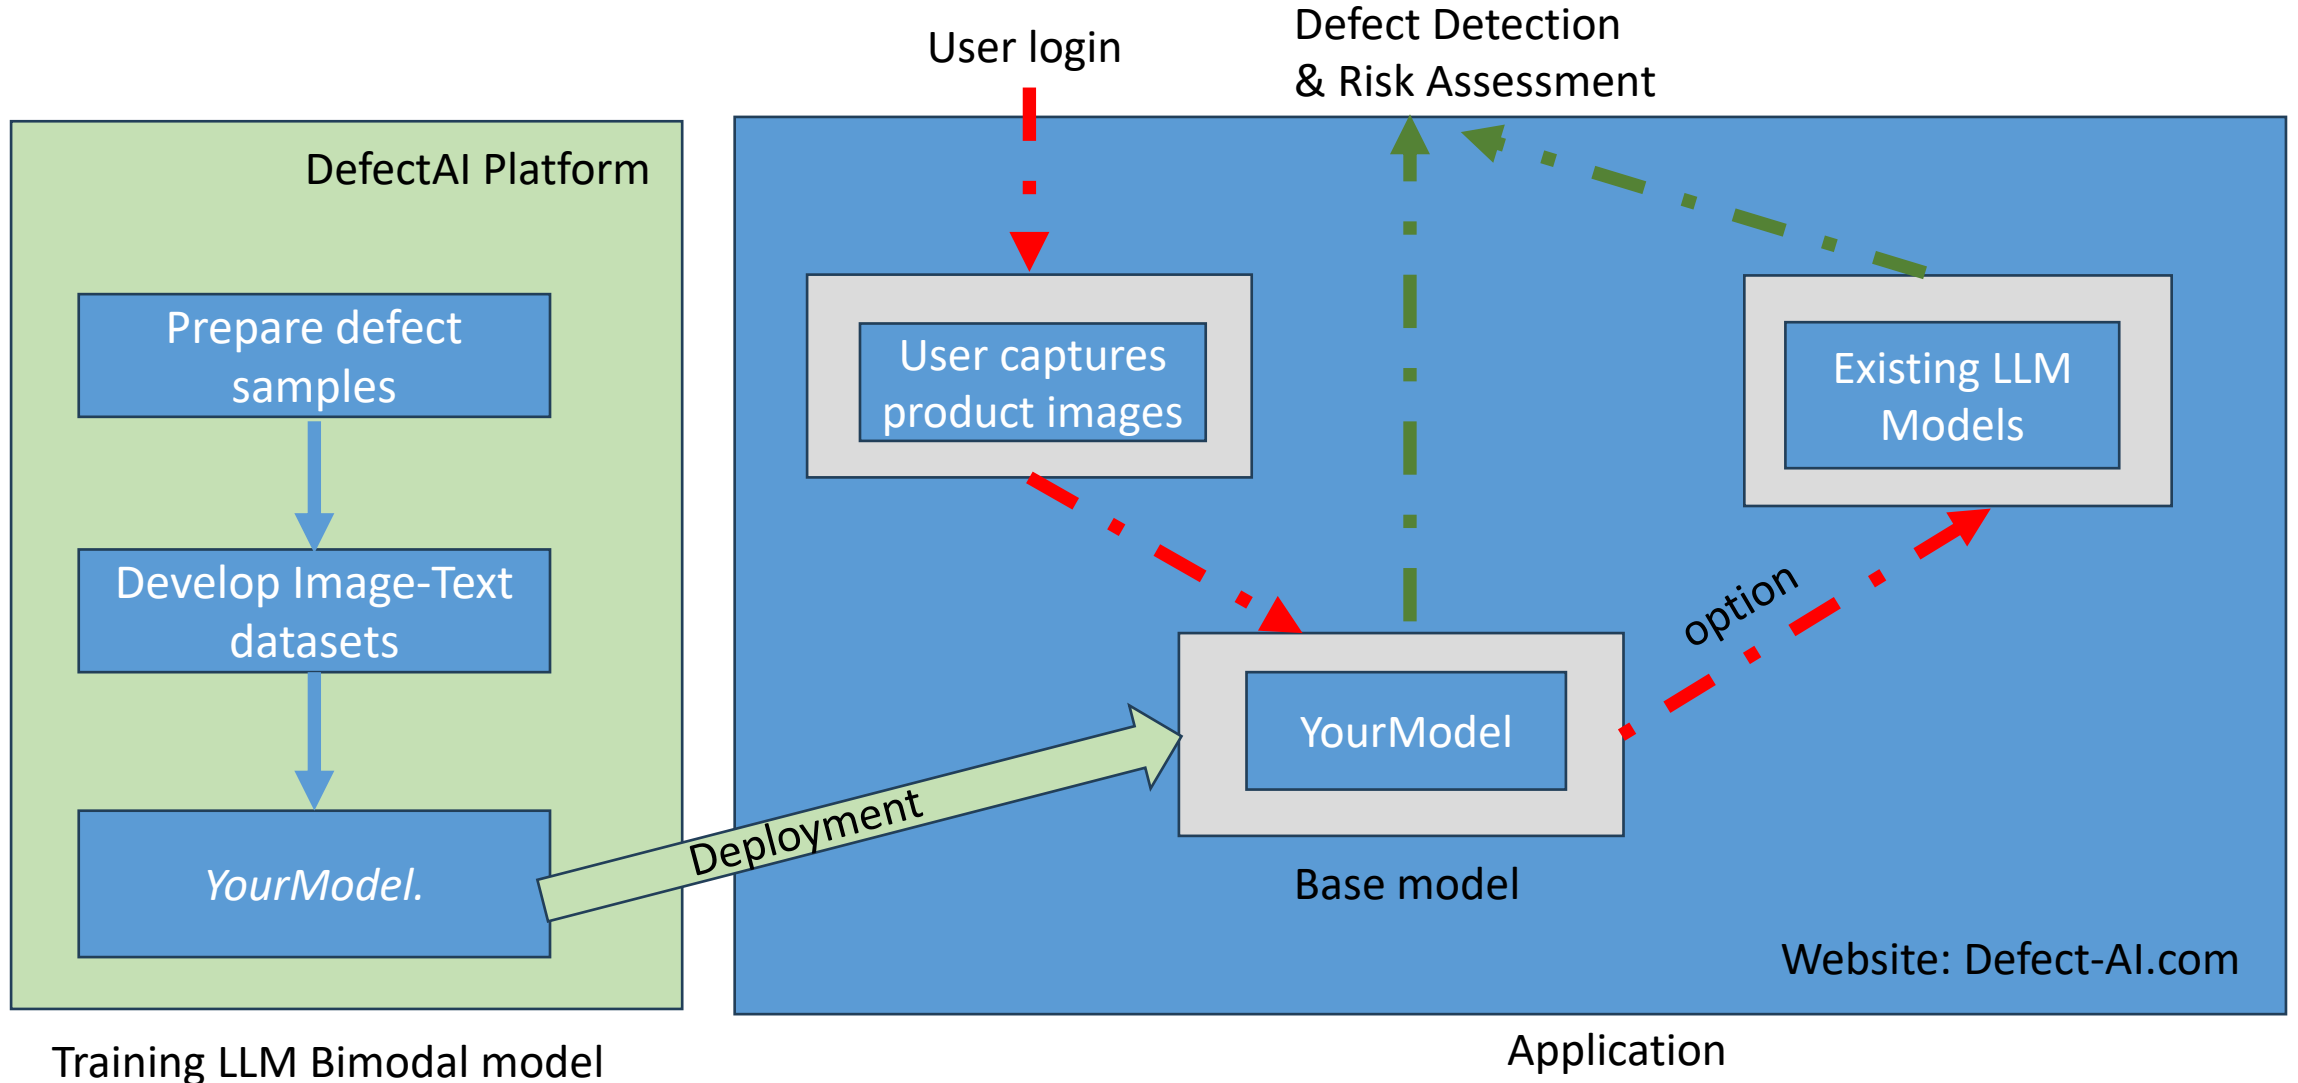 User login
Defect Detection
& Risk Assessment
DefectAI Platform
Prepare defect
samples
Develop Image-Text
datasets
YourModel.
Training LLM Bimodal model
Deployment
User captures
product images
Existing LLM
Models
option
YourModel
Base model
Website: Defect-AI.com
Application